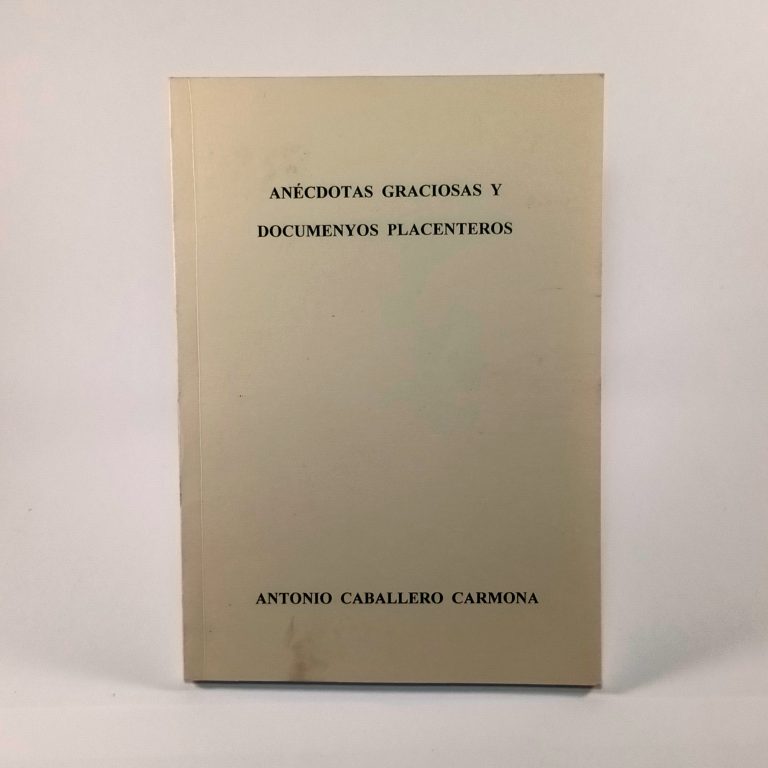 ANÉCDOTAS GRACIOSAS Y
DOCUMENYOS PLACENTEROS
ANTONIO CABALLERO CARMONA